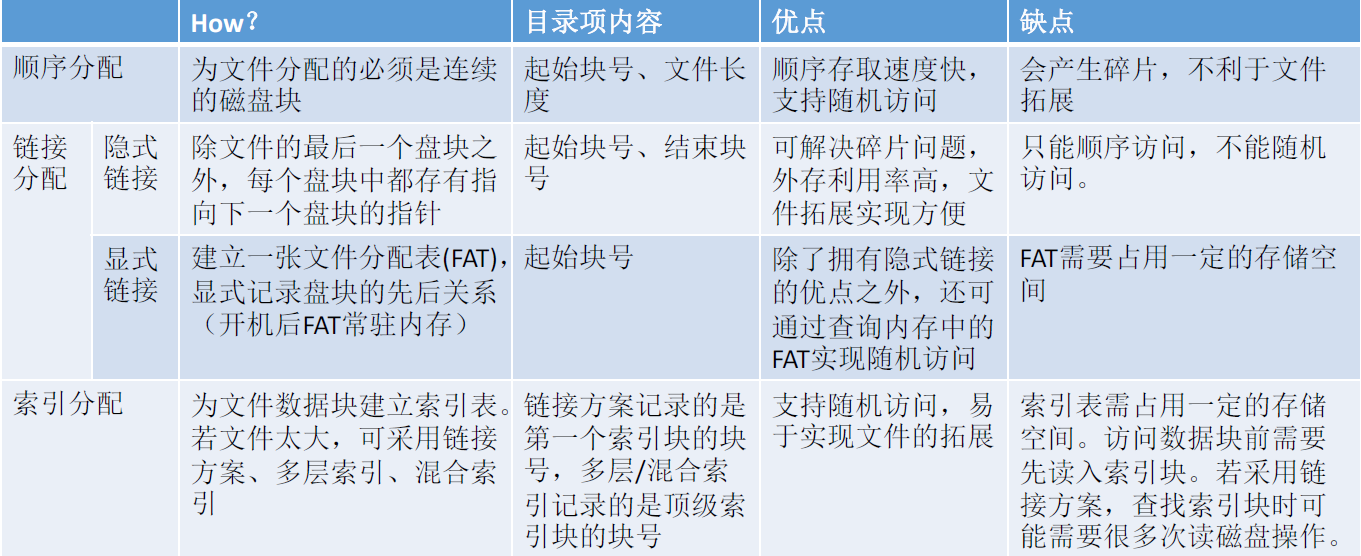 How?
目录项内容
优点
缺点
顺序分配
为文件分配的必须是连续
的磁盘块
起始块号、文件长
度
顺序存取速度快，
支持随机访问
会产生碎片，不利于文件
拓展
链接
分配
隐式
链接
除文件的最后一个盘块之
外，每个盘块中都存有指
向下一个盘块的指针
起始块号、结束块
号
可解决碎片问题，
外存利用率高，文
件拓展实现方便
只能顺序访问，不能随机
访问。
显式
链接
建立一张文件分配表(FAT)，
显式记录盘块的先后关系
（开机后FAT常驻内存）
起始块号
除了拥有隐式链接
的优点之外，还可
通过查询内存中的
FAT实现随机访问
FAT需要占用一定的存储空
间
索引分配
为文件数据块建立索引表。
若文件太大，可采用链接
方案、多层索引、混合索
引
链接方案记录的是
第一个索引块的块
号，多层/混合索
引记录的是顶级索
引块的块号
支持随机访问，易
于实现文件的拓展
索引表需占用一定的存储
空间。访问数据块前需要
先读入索引块。若采用链
接方案，查找索引块时可
能需要很多次读磁盘操作。